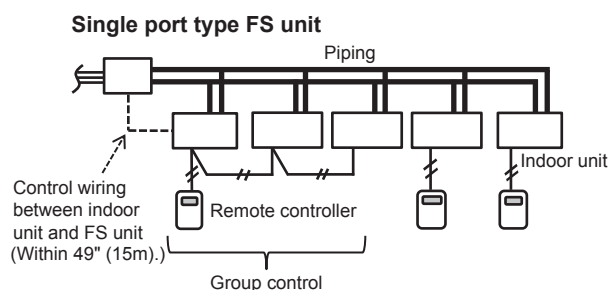 Single port type FS unit
Piping
Indoor unit
Control wiring
between indoor
unit and FS unit
(Within 49" (15m).)
Remote controller
Group control